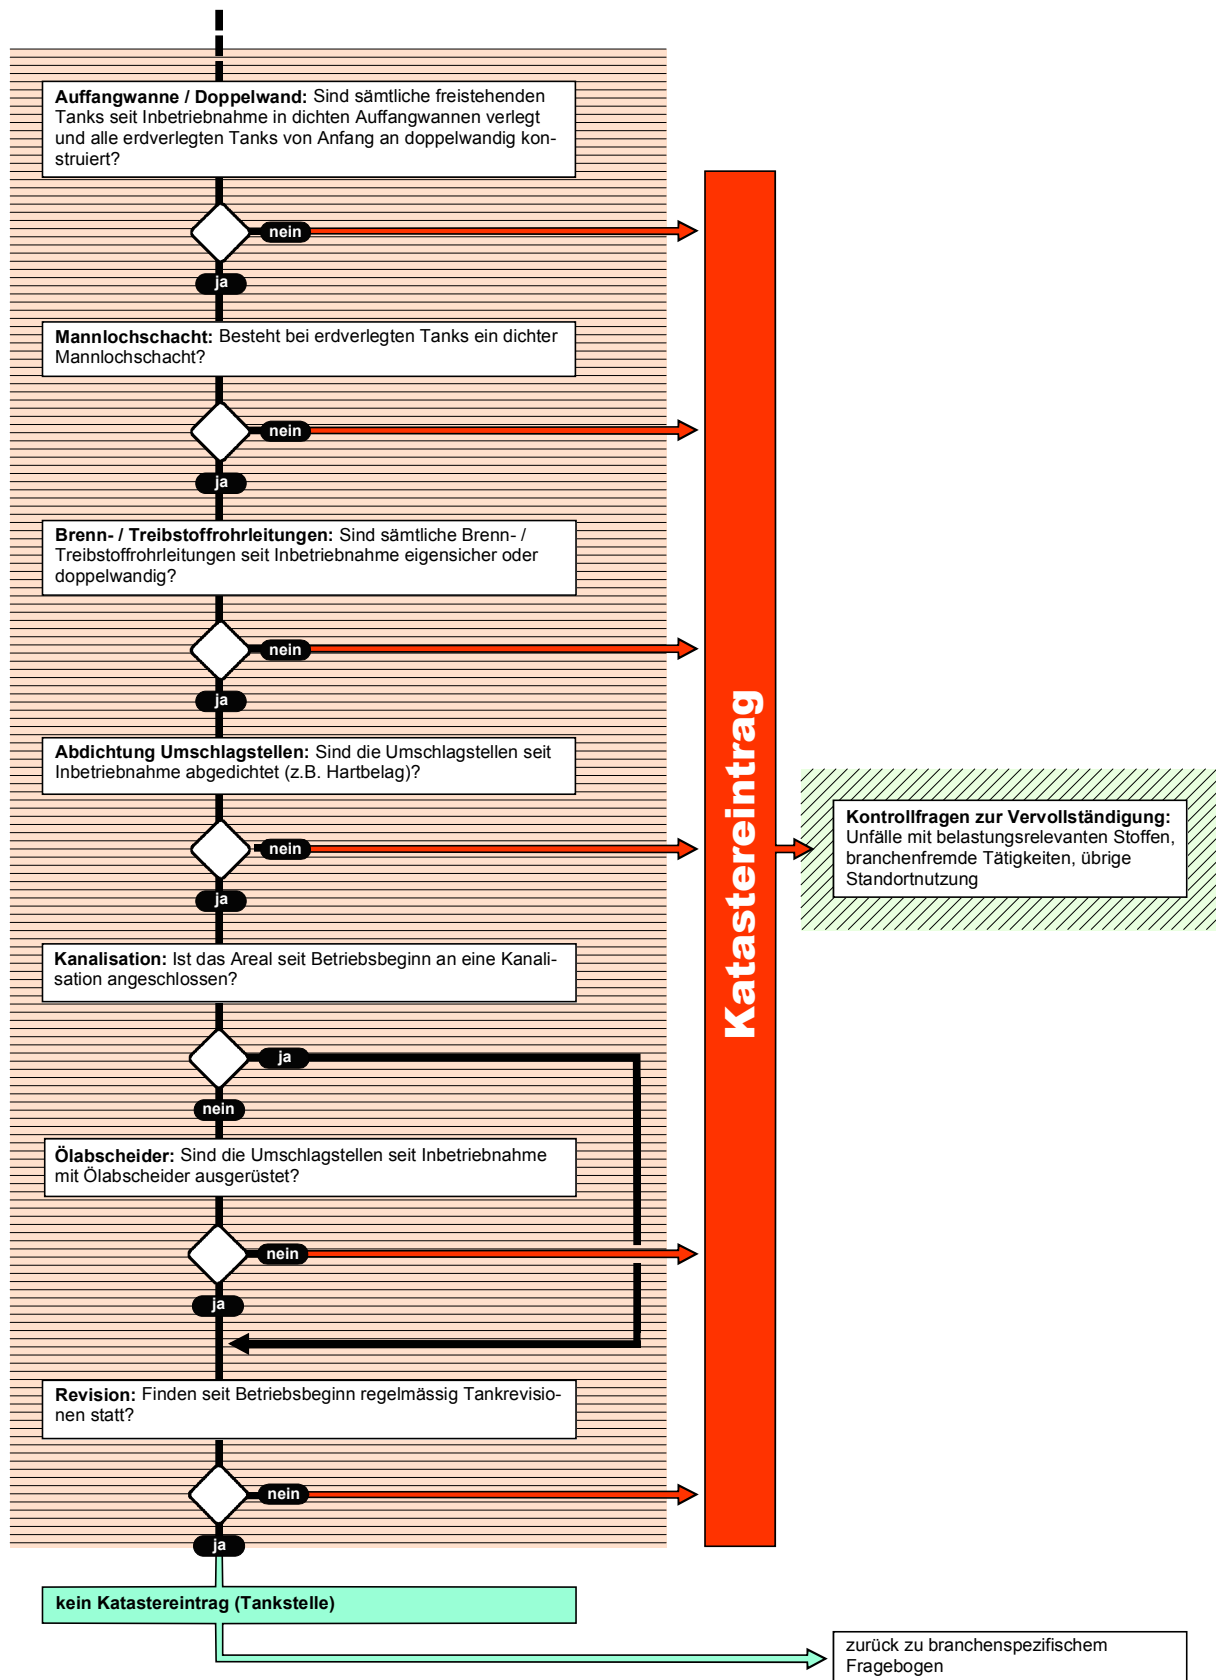 Auffangwanne / Doppelwand: Sind sämtliche freistehenden
Tanks seit Inbetriebnahme in dichten Auffangwannen verlegt
und alle erdverlegten Tanks von Anfang an doppelwandig kon-
struiert?
nein
ja
Mannlochschacht: Besteht bei erdverlegten Tanks ein dichter
Mannlochschacht?
nein
ja
Brenn- / Treibstoffrohrleitungen: Sind sämtliche Brenn- /
Treibstoffrohrleitungen seit Inbetriebnahme eigensicher oder
doppelwandig?
nein
ja
Abdichtung Umschlagstellen: Sind die Umschlagstellen seit
Inbetriebnahme abgedichtet (z.B. Hartbelag)?
nein
ja
Kanalisation: Ist das Areal seit Betriebsbeginn an eine Kanali-
sation angeschlossen?
ja
nein
Ölabscheider: Sind die Umschlagstellen seit Inbetriebnahme
mit Ölabscheider ausgerüstet?
nein
ja
Revision: Finden seit Betriebsbeginn regelmässig Tankrevisio-
nen statt?
nein
ja
kein Katastereintrag (Tankstelle)
Katastereintrag
Kontrollfragen zur Vervollständigung:
Unfälle mit belastungsrelevanten Stoffen,
branchenfremde Tätigkeiten, übrige
Standortnutzung
zurück zu branchenspezifischem
Fragebogen